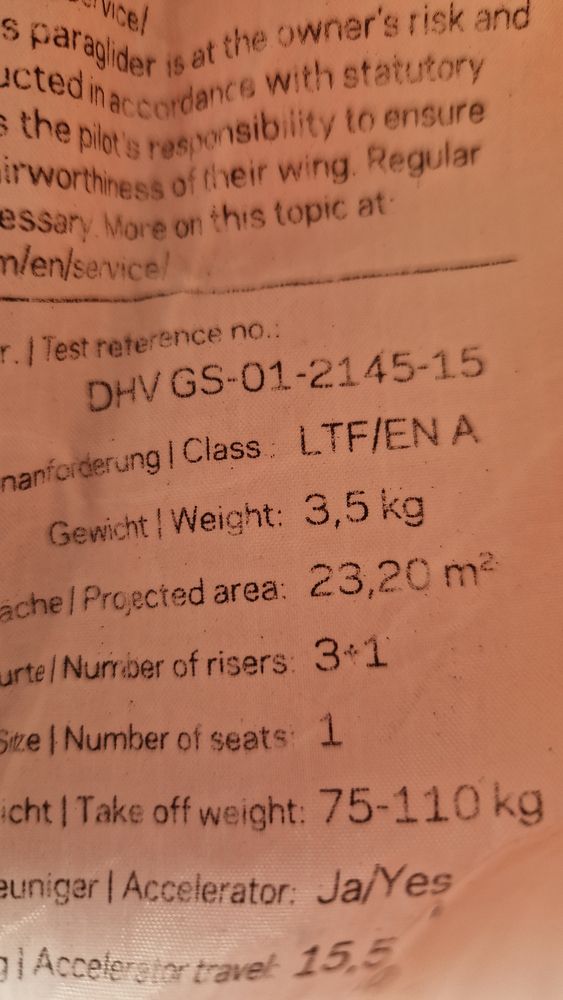 service/
s paraglider is at the owner's risk and
ucted in accordance with statutory
s the pilot's responsibility to ensure
irworthiness of their wing. Regular
essary. More on this topic at:
m/en/service/
r. | Test reference no.:
DHV GS-01-2145-15
nanforderung | Class : LTF/EN A
Gewicht | Weight: 3,5 kg
äche | Projected area: 23,20 m²
urte | Number of risers: 3+1
Sitze | Number of seats: 1
icht | Take off weight: 75-110 kg
euniger | Accelerator: Ja/Yes
g | Accelerator travel: 15,5